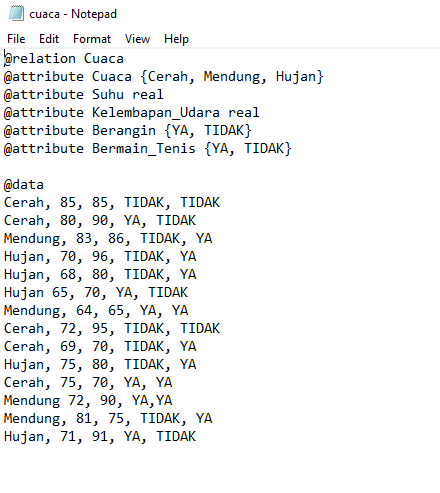 cuaca - Notepad
File Edit Format View Help
@relation Cuaca
@attribute Cuaca {Cerah, Mendung, Hujan}
@attribute Suhu real
@attribute Kelembapan_Udara real
@attribute Berangin {YA, TIDAK}
@attribute Bermain_Tenis {YA, TIDAK}

@data
Cerah, 85, 85, TIDAK, TIDAK
Cerah, 80, 90, YA, TIDAK
Mendung, 83, 86, TIDAK, YA
Hujan, 70, 96, TIDAK, YA
Hujan, 68, 80, TIDAK, YA
Hujan 65, 70, YA, TIDAK
Mendung, 64, 65, YA, YA
Cerah, 72, 95, TIDAK, TIDAK
Cerah, 69, 70, TIDAK, YA
Hujan, 75, 80, TIDAK, YA
Cerah, 75, 70, YA, YA
Mendung 72, 90, YA,YA
Mendung, 81, 75, TIDAK, YA
Hujan, 71, 91, YA, TIDAK